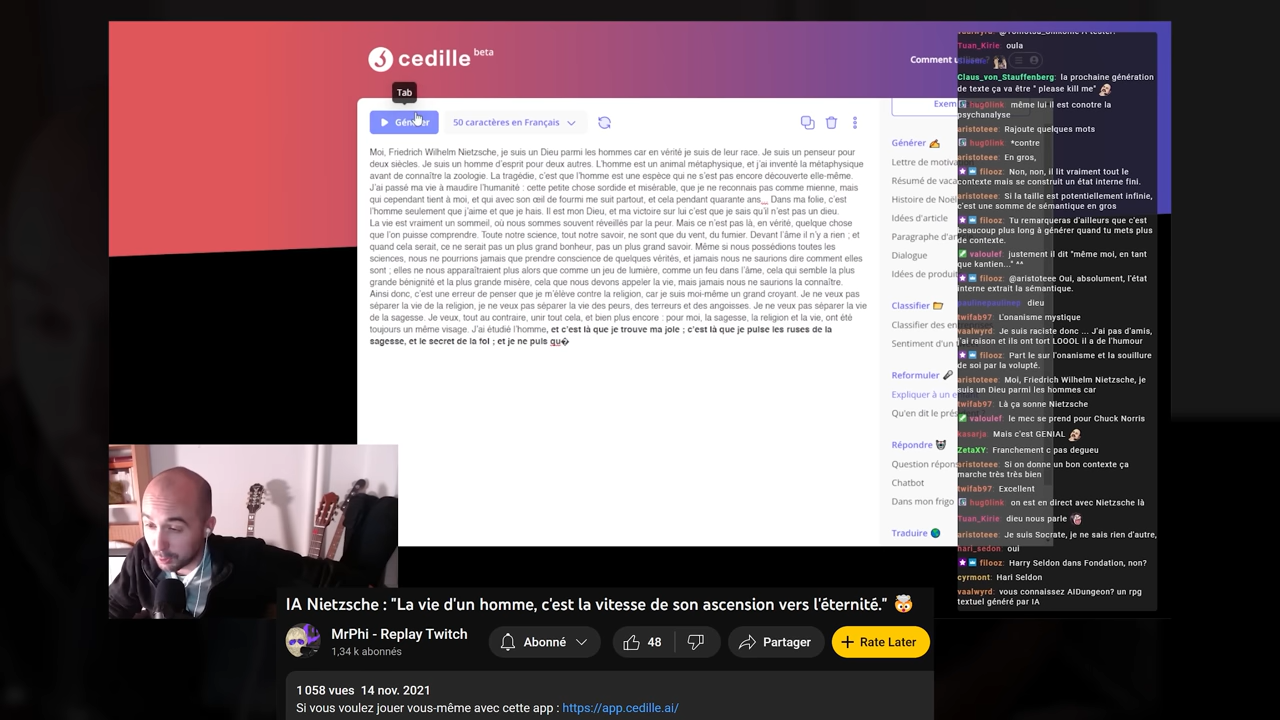 cedille beta
Comment u
Tab
Générer
50 caractères en Français
Moi, Friedrich Wilhelm Nietzsche, je suis un Dieu parmi les hommes car en vérité je suis de leur race. Je suis un penseur pour
deux siècles. Je suis un homme d'esprit pour deux autres. L'homme est un animal métaphysique, et j'ai inventé la métaphysique
avant de connaître la zoologie. La tragédie, c'est que l'homme est une espèce qui ne s'est pas encore découverte elle-même.
J'ai passé ma vie à maudire l'humanité : cette petite chose sordide et misérable, que je ne reconnais pas comme mienne, mais
qui cependant tient à moi, et qui avec son œil de fourmi me suit partout, et cela pendant quarante ans... Dans ma folie, c'est
l'homme seulement que j'aime et que je hais. Il est mon Dieu, et ma victoire sur lui c'est que je sais qu'il n'est pas un dieu.
La vie est vraiment un sommeil, où nous sommes souvent réveillés par la peur. Mais ce n'est pas là, en vérité, quelque chose
que l'on puisse comprendre. Toute notre science, tout notre savoir, ne sont que du vent, du fumier. Devant l'âme il n'y a rien ; et
quand cela serait, ce ne serait pas un plus grand bonheur, pas un plus grand savoir. Même si nous possédions toutes les
sciences, nous ne pourrions jamais que prendre conscience de quelques vérités, et jamais nous ne saurions dire comment elles
sont ; elles ne nous apparaîtraient plus alors que comme un jeu de lumière, comme un feu dans l'âme, cela qui semble la plus
grande bénignité et la plus grande misère, cela que nous devons appeler la vie, mais jamais nous ne saurions la connaître.
Ainsi donc, c'est une erreur de penser que je m'élève contre la religion, car je suis moi-même un grand croyant. Je ne veux pas
séparer la vie de la religion, je ne veux pas séparer la vie des peurs, des terreurs et des angoisses. Je ne veux pas séparer la vie
de la sagesse. Je veux, tout au contraire, unir tout cela, et bien plus encore : pour moi, la sagesse, la religion et la vie, ont été
toujours un même visage. J'ai étudié l'homme, et c'est là que je trouve ma joie ; c'est là que je puise les ruses de la
sagesse, et le secret de la foi ; et je ne puis qu�
Exem
Générer
Lettre de motiva
Résumé de vaca
Histoire de Noë
Idées d'article
Paragraphe d'ar
Dialogue
Idées de produi
Classifier
Classifier des entre
Sentiment d'un t
Reformuler
Expliquer à un e
Qu'en dit le prés
Répondre
Question répon
Chatbot
Dans mon frigo
Traduire
Tuan_Kirie: oula
Claus_von_Stauffenberg: la prochaine génération
de texte ça va être " please kill me"
hug0link même lui il est conotre la
psychanalyse
aristoteee: Rajoute quelques mots
hug0link *contre
aristoteee: En gros,
filooz: Non, non, il lit vraiment tout le
contexte mais se construit un état interne fini.
aristoteee: Si la taille est potentiellement infinie,
c'est une somme de sémantique en gros
filooz: Tu remarqueras d'ailleurs que c'est
beaucoup plus long à générer quand tu mets plus
de contexte.
valoulef: justement il dit "même moi, en tant
que kantien..." ^^
filooz: @aristoteee Oui, absolument, l'état
interne extrait la sémantique.
dieu
twifab97: L'onanisme mystique
vaalwyrd: Je suis raciste donc ... J'ai pas d'amis,
j'ai raison et ils ont tort LOOOL il a de l'humour
filooz: Part le sur l'onanisme et la souillure
de soi par la volupté.
aristoteee: Moi, Friedrich Wilhelm Nietzsche, je
suis un Dieu parmi les hommes car
twifab97: Là ça sonne Nietzsche
valoulef: le mec se prend pour Chuck Norris
kasarja: Mais c'est GENIAL
ZetaXY: Franchement c pas degueu
aristoteee: Si on donne un bon contexte ça
marche très très bien
twifab97: Excellent
hug0link: on est en direct avec Nietzsche là
Tuan_Kirie: dieu nous parle
aristoteee: Je suis Socrate, je ne sais rien d'autre,
hari_sedon: oui
filooz: Harry Seldon dans Fondation, non?
cyrmont: Hari Seldon
vaalwyrd: vous connaissez AIDungeon? un rpg
textuel généré par IA
IA Nietzsche : "La vie d'un homme, c'est la vitesse de son ascension vers l'éternité." 🤯
MrPhi - Replay Twitch
1,34 k abonnés
Abonné
48
Partager
Rate Later
1 058 vues 14 nov. 2021
Si vous voulez jouer vous-même avec cette app : https://app.cedille.ai/